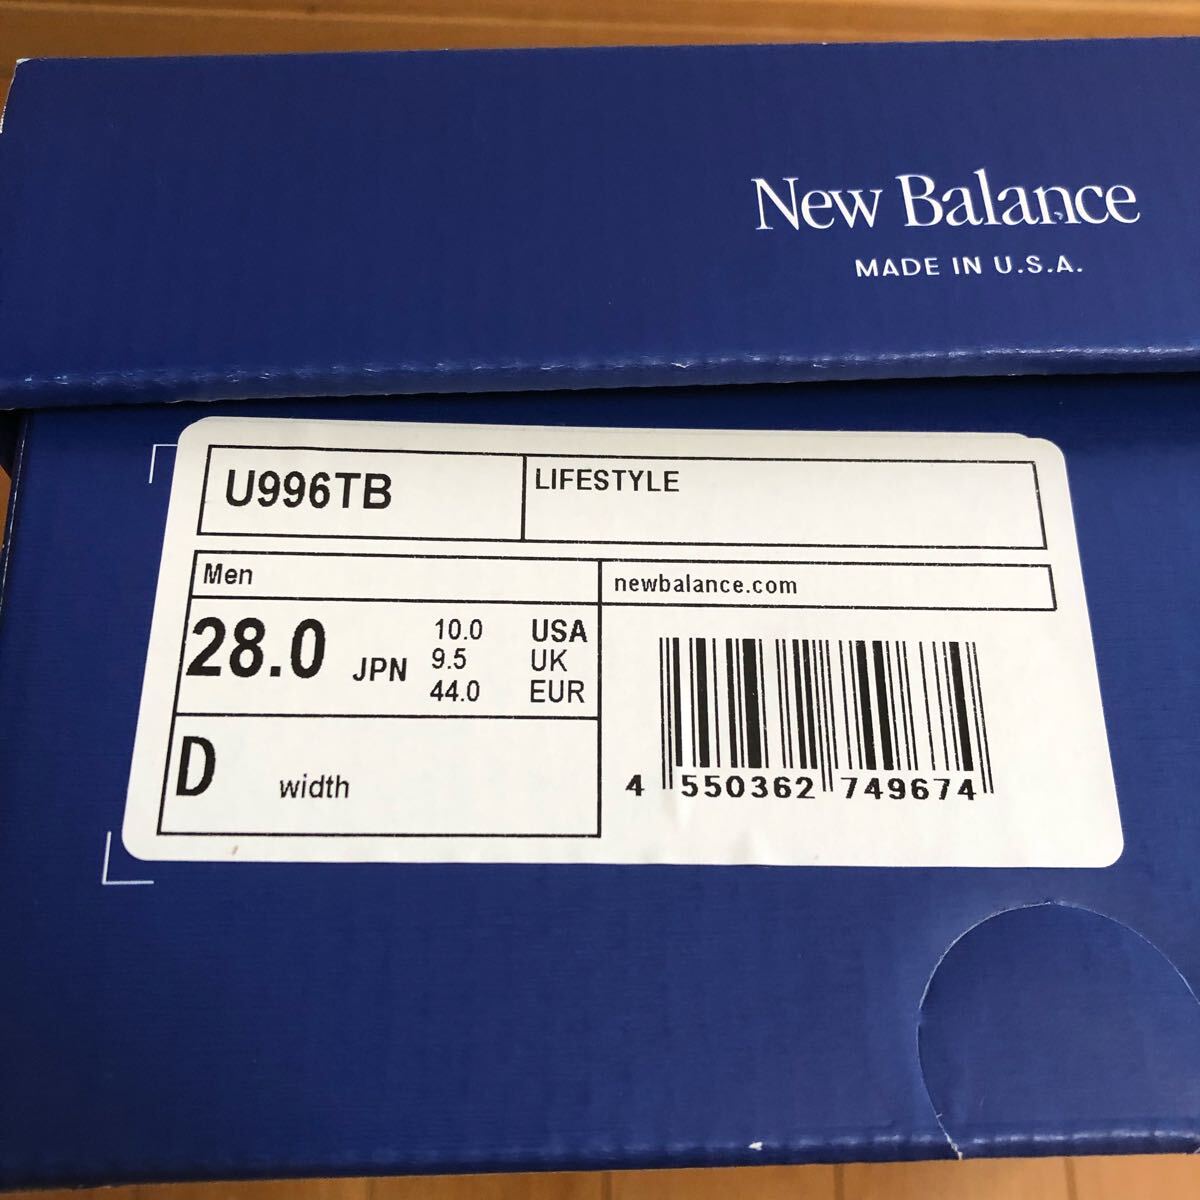 New Balance
MADE IN U.S.A.
U996TB
LIFESTYLE
Men
newbalance.com
28.0 JPN
10.0 USA
9.5 UK
44.0 EUR
D width
4 550362 749674